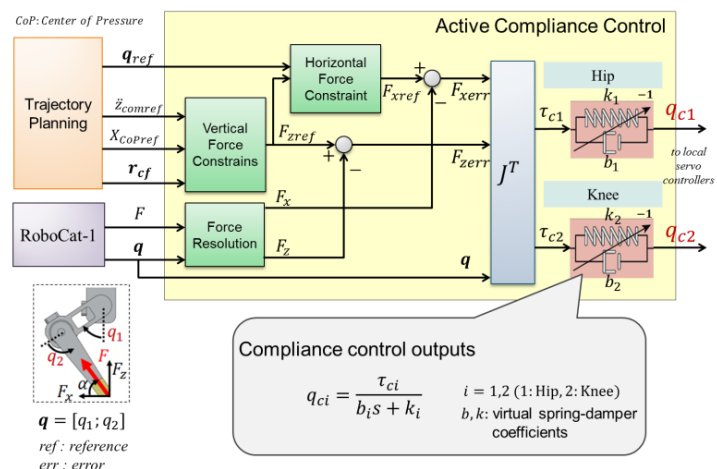 CoP: Center of Pressure
Active Compliance Control
Trajectory
Planning
q_ref
z̈_comref
X_CoPref
r_cf
Horizontal
Force
Constraint
Vertical
Force
Constrains
F_zref
F_xref
+
−
F_xerr
+
−
F_zerr
J^T
Hip
k_1
−1
b_1
τ_c1
q_c1
to local
servo
controllers
Knee
k_2
−1
b_2
τ_c2
q_c2
RoboCat-1
F
q
Force
Resolution
F_x
F_z
q
q_1
q_2
F
F_z
α
F_x
q = [q_1; q_2]
ref : reference
err : error
Compliance control outputs
q_ci = τ_ci / (b_i s + k_i)
i = 1,2 (1: Hip, 2: Knee)
b, k: virtual spring-damper
coefficients